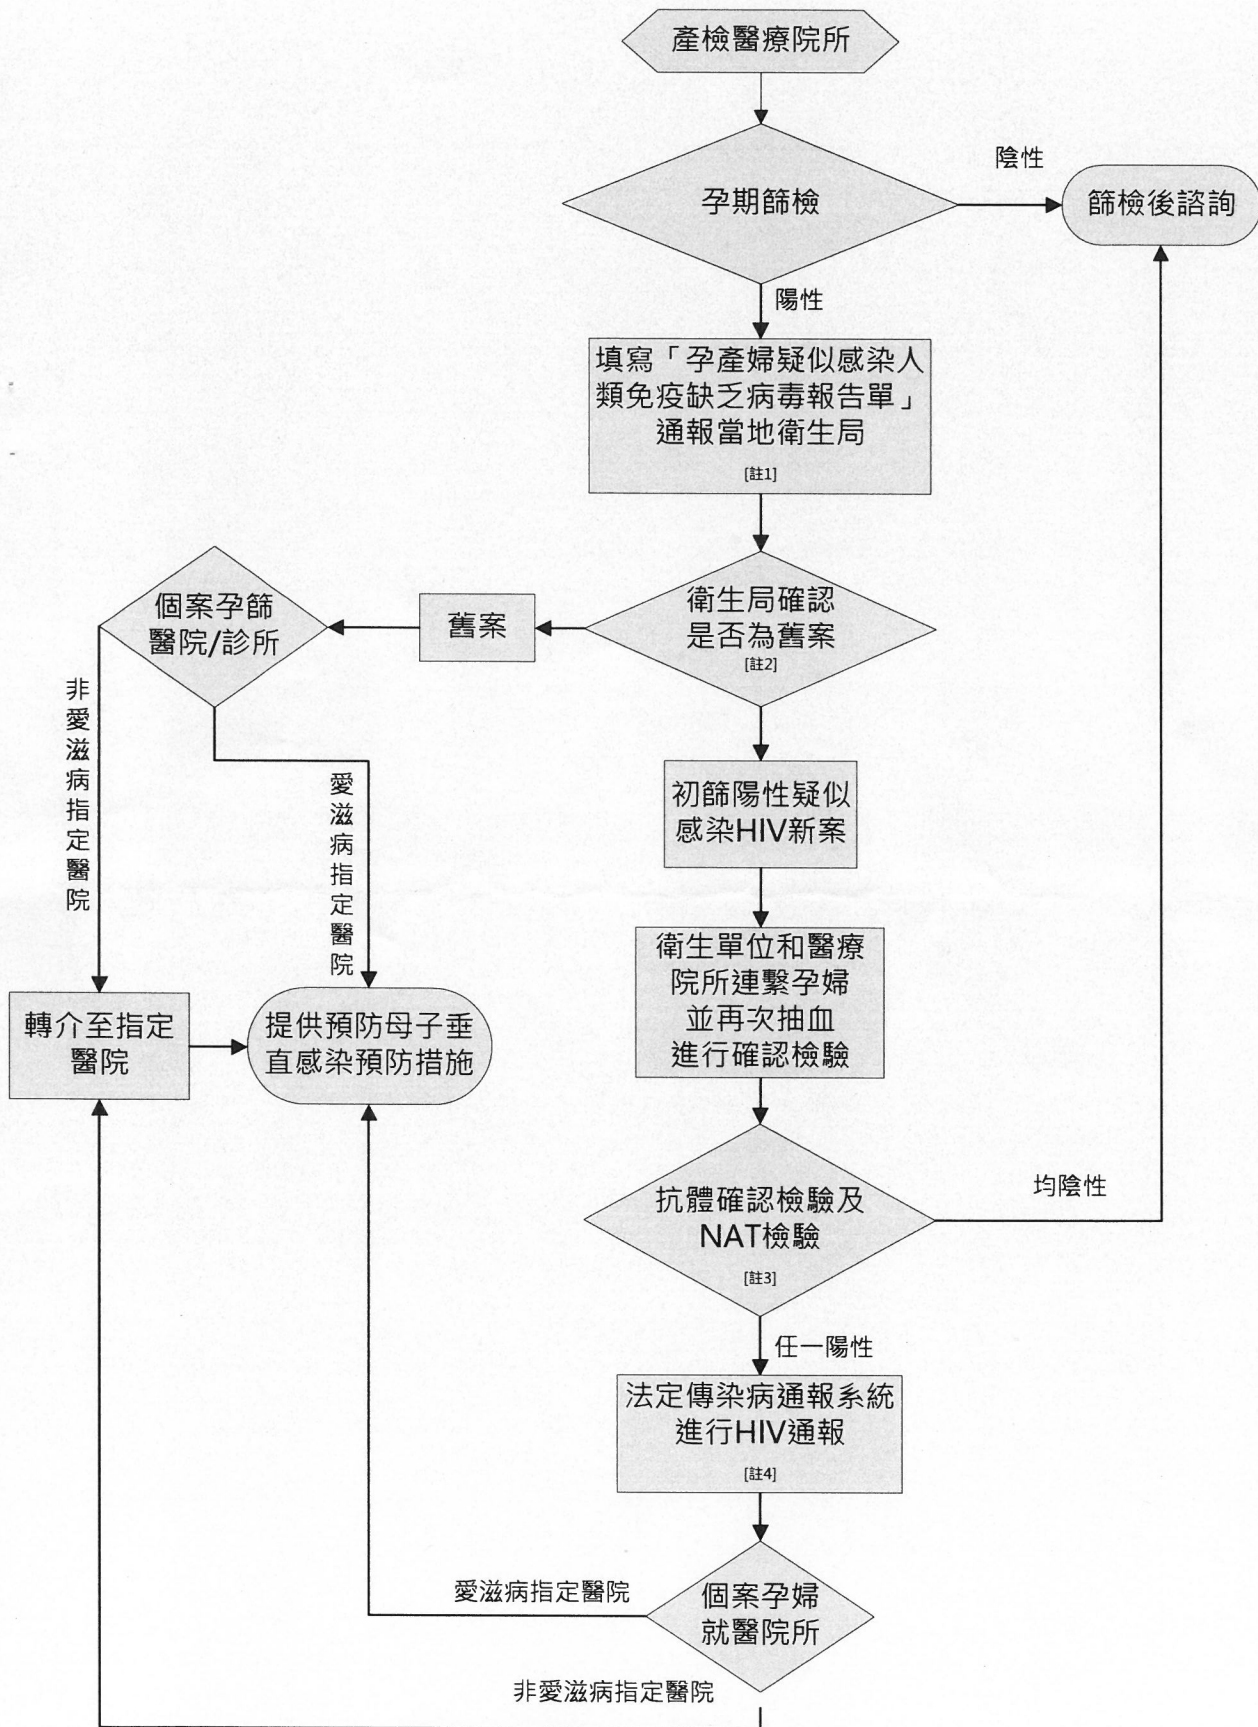 產檢醫療院所
孕期篩檢
陰性
篩檢後諮詢
陽性
填寫「孕產婦疑似感染人
類免疫缺乏病毒報告單」
通報當地衛生局
[註1]
衛生局確認
是否為舊案
[註2]
舊案
個案孕篩
醫院/診所
非愛滋病指定醫院
愛滋病指定醫院
初篩陽性疑似
感染HIV新案
衛生單位和醫療
院所連繫孕婦
並再次抽血
進行確認檢驗
轉介至指定
醫院
提供預防母子垂
直感染預防措施
抗體確認檢驗及
NAT檢驗
[註3]
均陰性
任一陽性
法定傳染病通報系統
進行HIV通報
[註4]
個案孕婦
就醫院所
愛滋病指定醫院
非愛滋病指定醫院